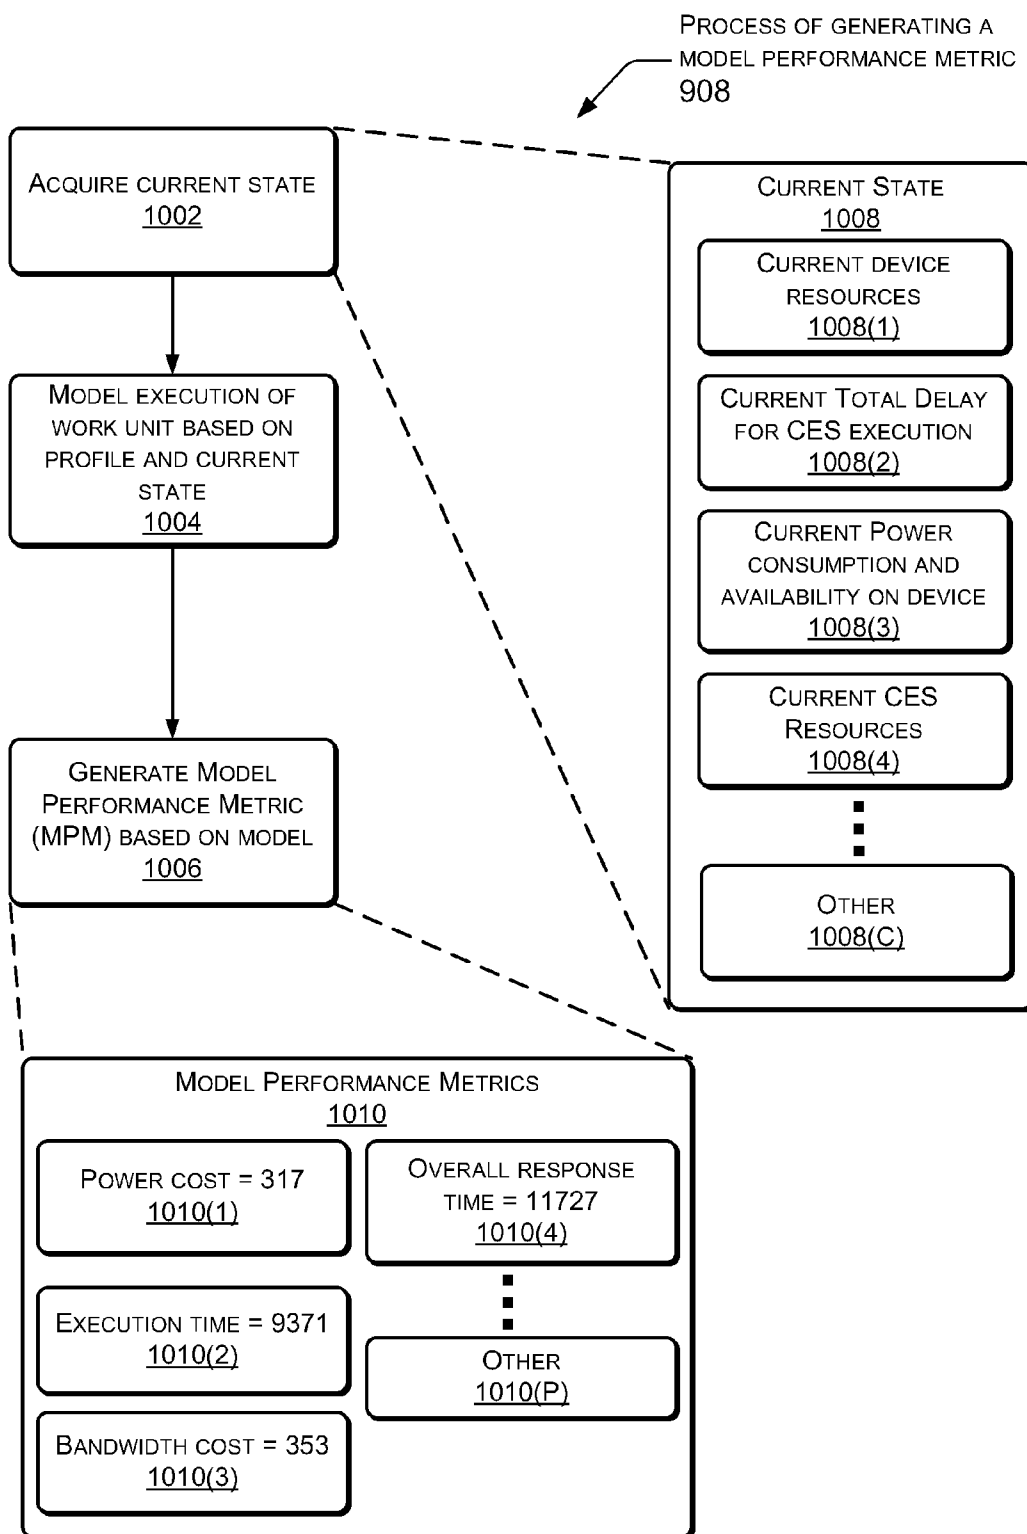 Process of generating a
model performance metric
908
Acquire current state
1002
Model execution of
work unit based on
profile and current
state
1004
Generate Model
Performance Metric
(MPM) based on model
1006
Current State
1008
Current device
resources
1008(1)
Current Total Delay
for CES execution
1008(2)
Current Power
consumption and
availability on device
1008(3)
Current CES
Resources
1008(4)
Other
1008(C)
Model Performance Metrics
1010
Power cost = 317
1010(1)
Execution time = 9371
1010(2)
Bandwidth cost = 353
1010(3)
Overall response
time = 11727
1010(4)
Other
1010(P)